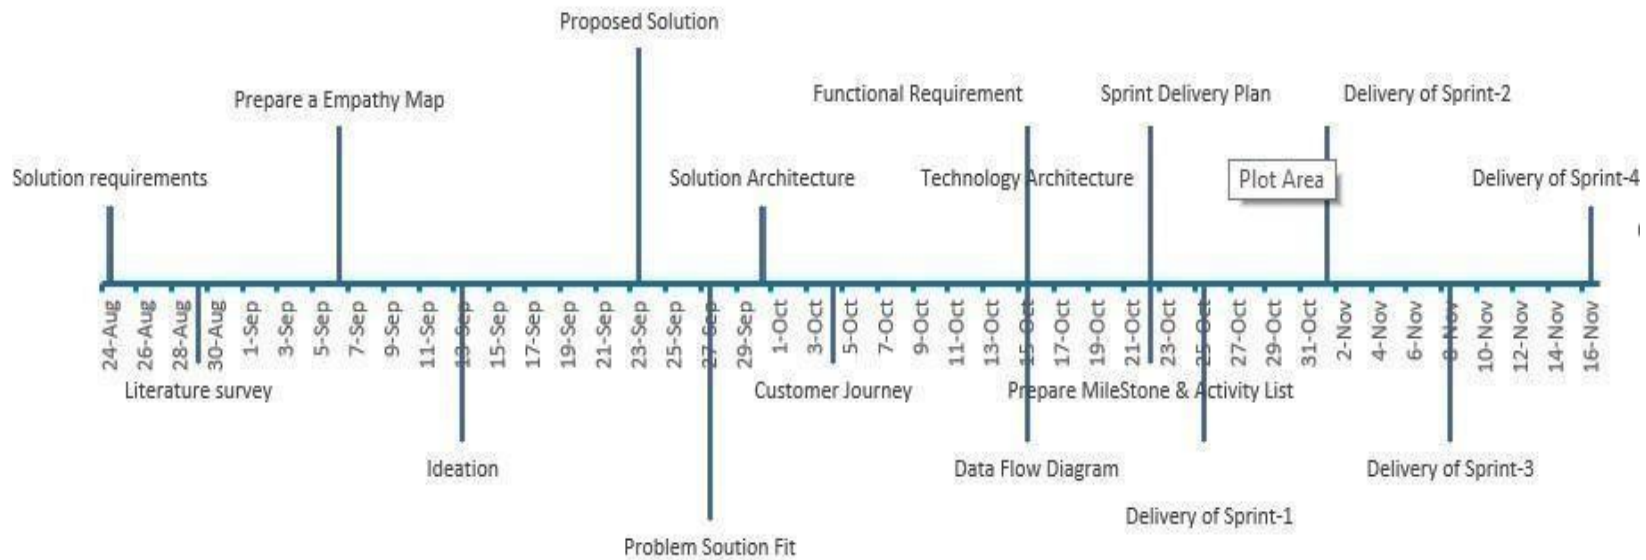 Proposed Solution
Prepare a Empathy Map
Functional Requirement
Sprint Delivery Plan
Delivery of Sprint-2
Solution requirements
Solution Architecture
Technology Architecture
Plot Area
Delivery of Sprint-4
24-Aug
26-Aug
28-Aug
30-Aug
1-Sep
3-Sep
5-Sep
7-Sep
9-Sep
11-Sep
13-Sep
15-Sep
17-Sep
19-Sep
21-Sep
23-Sep
25-Sep
27-Sep
29-Sep
1-Oct
3-Oct
5-Oct
7-Oct
9-Oct
11-Oct
13-Oct
15-Oct
17-Oct
19-Oct
21-Oct
23-Oct
25-Oct
27-Oct
29-Oct
31-Oct
2-Nov
4-Nov
6-Nov
8-Nov
10-Nov
12-Nov
14-Nov
16-Nov
Literature survey
Customer Journey
Prepare MileStone & Activity List
Ideation
Data Flow Diagram
Delivery of Sprint-3
Delivery of Sprint-1
Problem Soution Fit